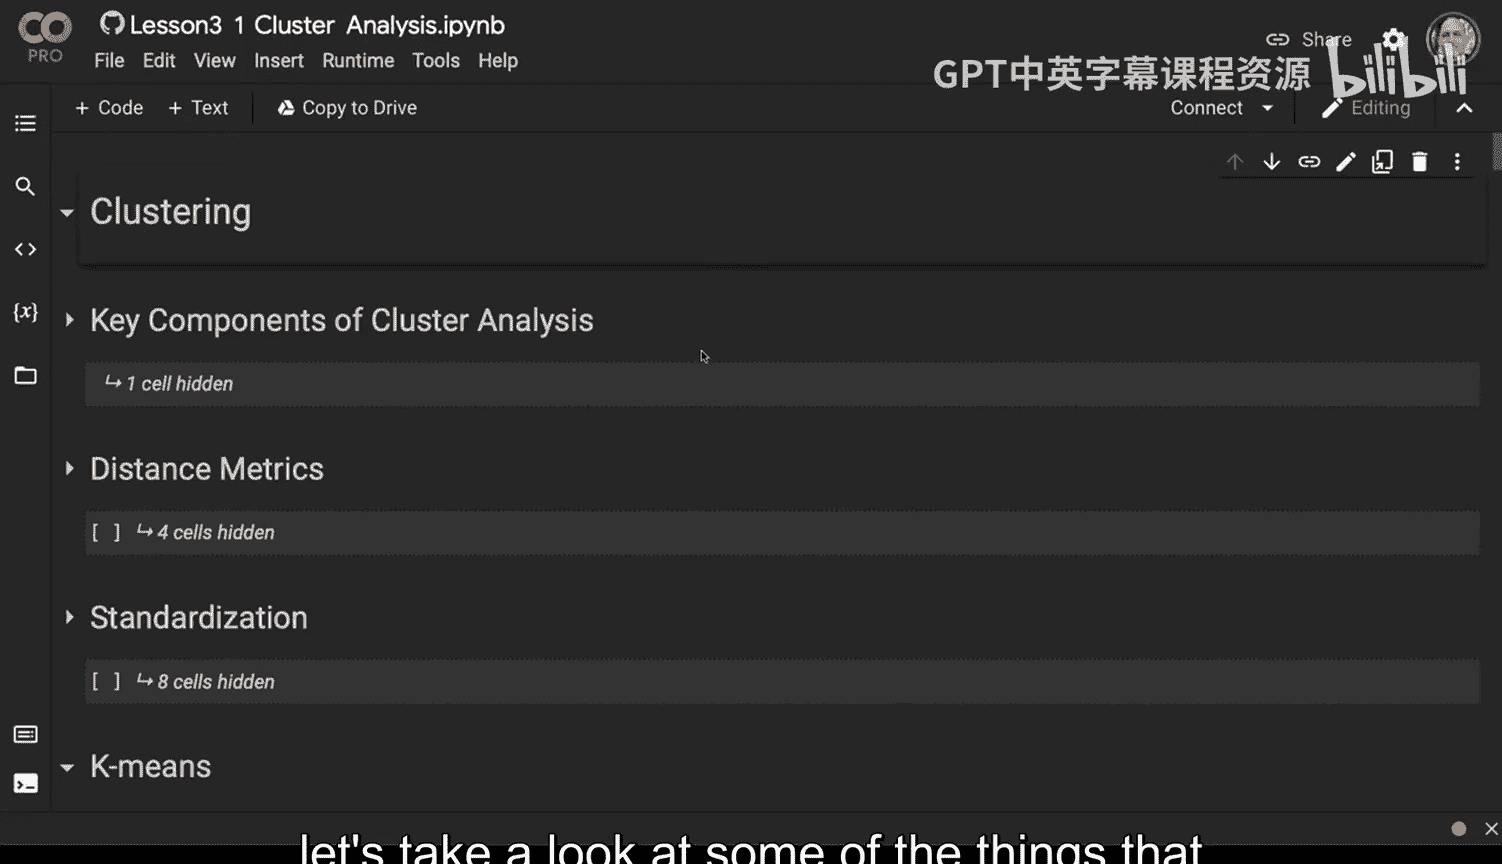 CO
PRO
Lesson3 1 Cluster Analysis.ipynb
File Edit View Insert Runtime Tools Help
Share
GPT中英字幕课程资源 bilibili
+ Code + Text Copy to Drive
Connect Editing
Clustering
Key Components of Cluster Analysis
1 cell hidden
Distance Metrics
[ ] 4 cells hidden
Standardization
[ ] 8 cells hidden
K-means
let's take a look at some of the things that